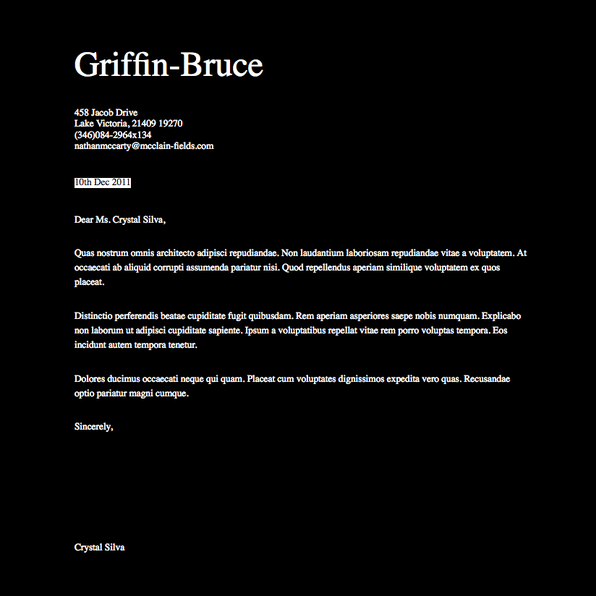 Griffin-Bruce
458 Jacob Drive
Lake Victoria, 21409 19270
(346)084-2964x134
nathanmccarty@mcclain-fields.com
10th Dec 2011
Dear Ms. Crystal Silva,
Quas nostrum omnis architecto adipisci repudiandae. Non laudantium laboriosam repudiandae vitae a voluptatem. At
occaecati ab aliquid corrupti assumenda pariatur nisi. Quod repellendus aperiam similique voluptatem ex quos
placeat.
Distinctio perferendis beatae cupiditate fugit quibusdam. Rem aperiam asperiores saepe nobis numquam. Explicabo
non laborum ut adipisci cupiditate sapiente. Ipsum a voluptatibus repellat vitae rem porro voluptas tempora. Eos
incidunt autem tempora tenetur.
Dolores ducimus occaecati neque qui quam. Placeat cum voluptates dignissimos expedita vero quas. Recusandae
optio pariatur magni cumque.
Sincerely,
Crystal Silva